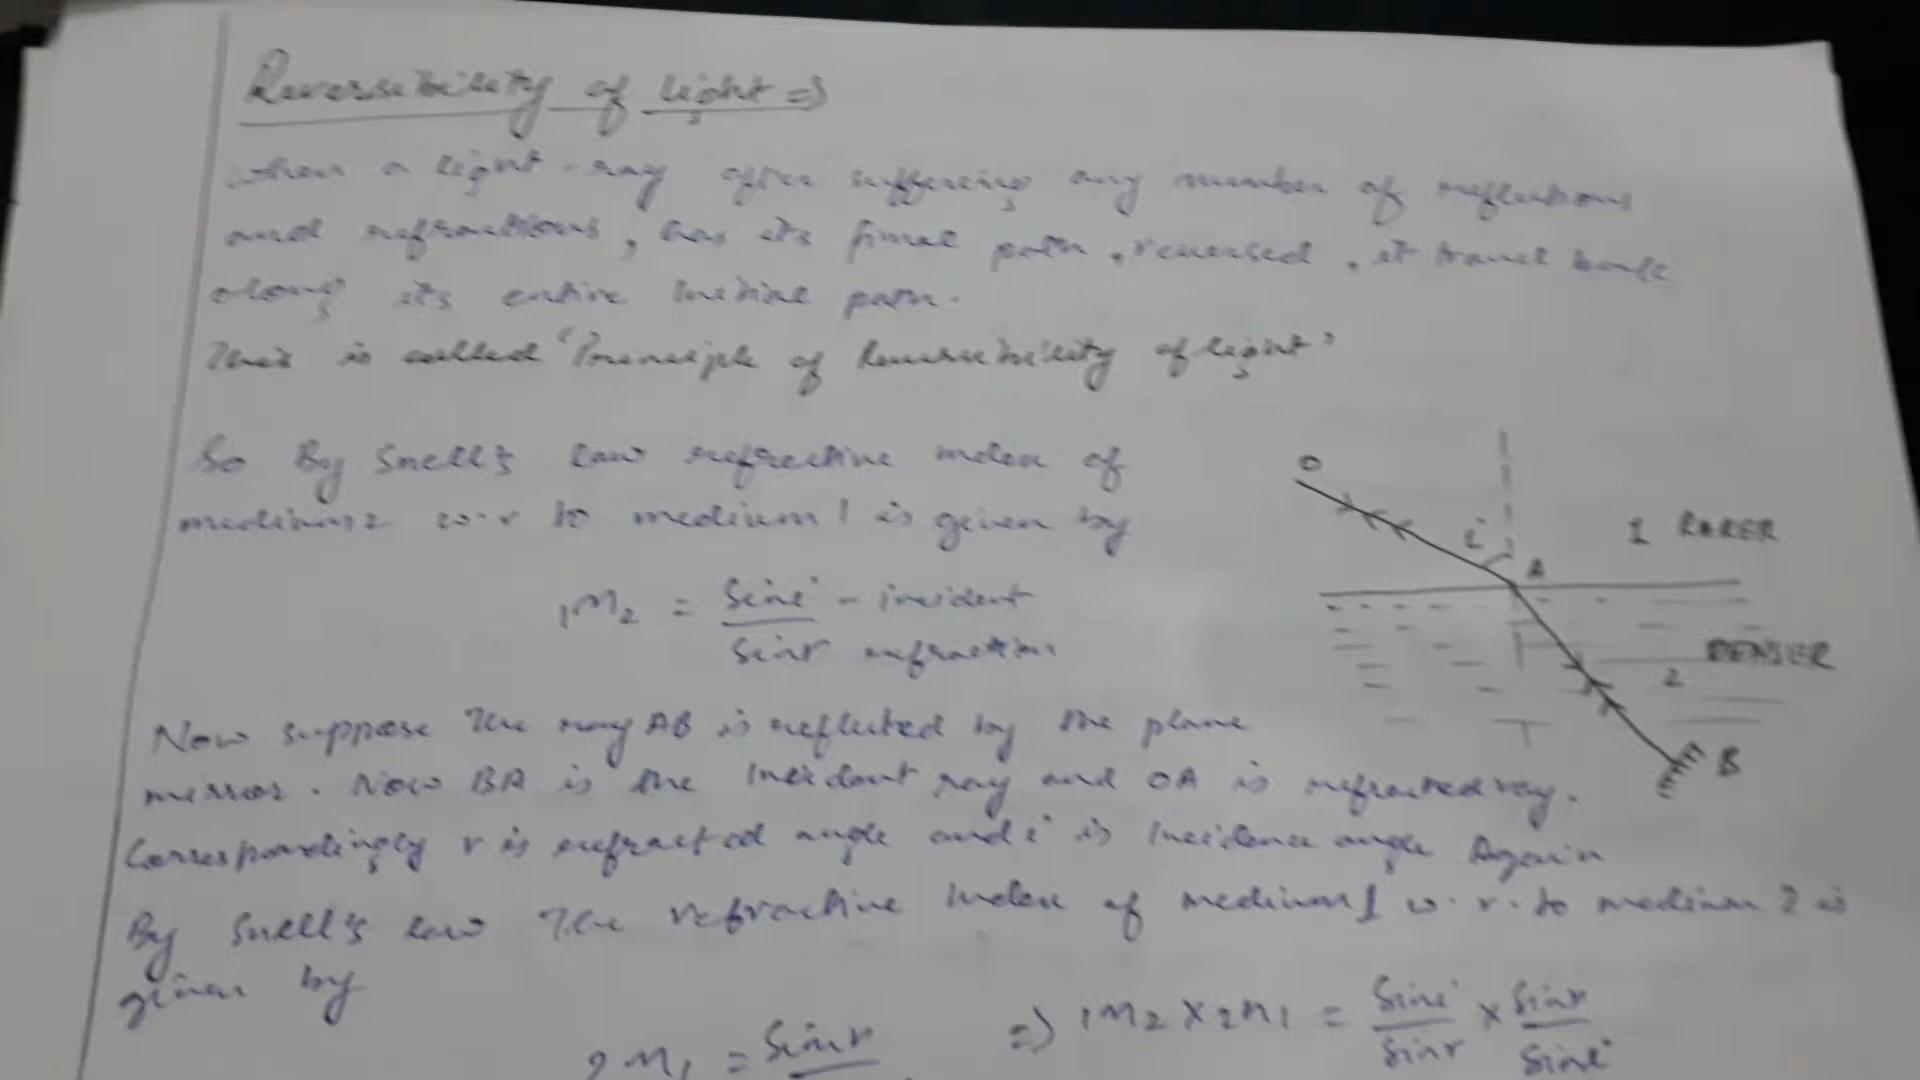 Reversibility of light ⇒
when a light-ray after suffering any number of reflections
and refractions, has its final path, reversed, it travel back
along its entire initial path.
This is called "Principle of Reversibility of light"
So By Snell's law refractive index of
medium 2 w.r to medium 1 is given by
₁M₂ = Sin i - incident
Sin r refraction
O
i
A
1 RARER
DENSER
2
B
Now suppose the ray AB is reflected by the plane
mirror. Now BA is the Incidant ray and OA is refracted ray.
Correspondingly r is refracted angle and i is Incidence angle Again
By Snell's law The refractive Index of medium 1 w.r.to medium 2 is
given by
₂M₁ = Sin r
⇒ ₁M₂ × ₂M₁ = Sin i / Sin r × Sin r / Sin i